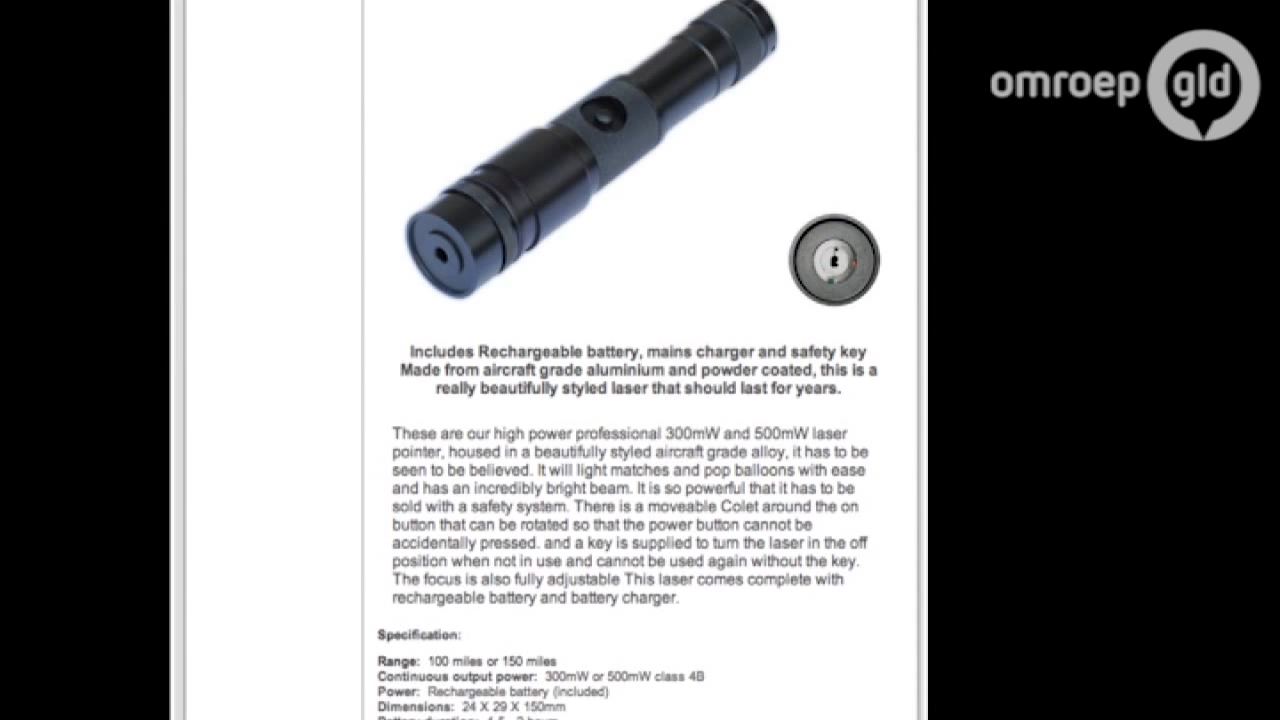 omroep gld
Includes Rechargeable battery, mains charger and safety key
Made from aircraft grade aluminium and powder coated, this is a
really beautifully styled laser that should last for years.
These are our high power professional 300mW and 500mW laser
pointer, housed in a beautifully styled aircraft grade alloy, it has to be
seen to be believed. It will light matches and pop balloons with ease
and has an incredibly bright beam. It is so powerful that it has to be
sold with a safety system. There is a moveable Colet around the on
button that can be rotated so that the power button cannot be
accidentally pressed. and a key is supplied to turn the laser in the off
position when not in use and cannot be used again without the key.
The focus is also fully adjustable This laser comes complete with
rechargeable battery and battery charger.
Specification:
Range: 100 miles or 150 miles
Continuous output power: 300mW or 500mW class 4B
Power: Rechargeable battery (included)
Dimensions: 24 X 29 X 150mm